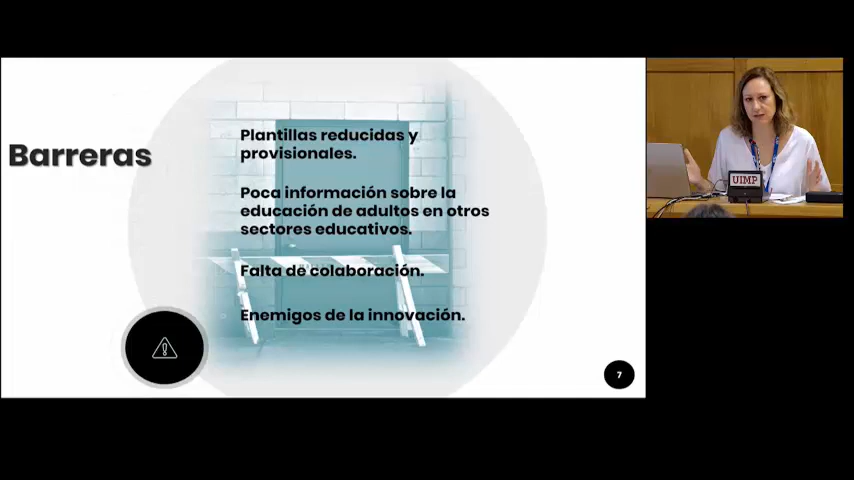 Barreras
Plantillas reducidas y
provisionales.
Poca información sobre la
educación de adultos en otros
sectores educativos.
Falta de colaboración.
Enemigos de la innovación.
7
UIMP